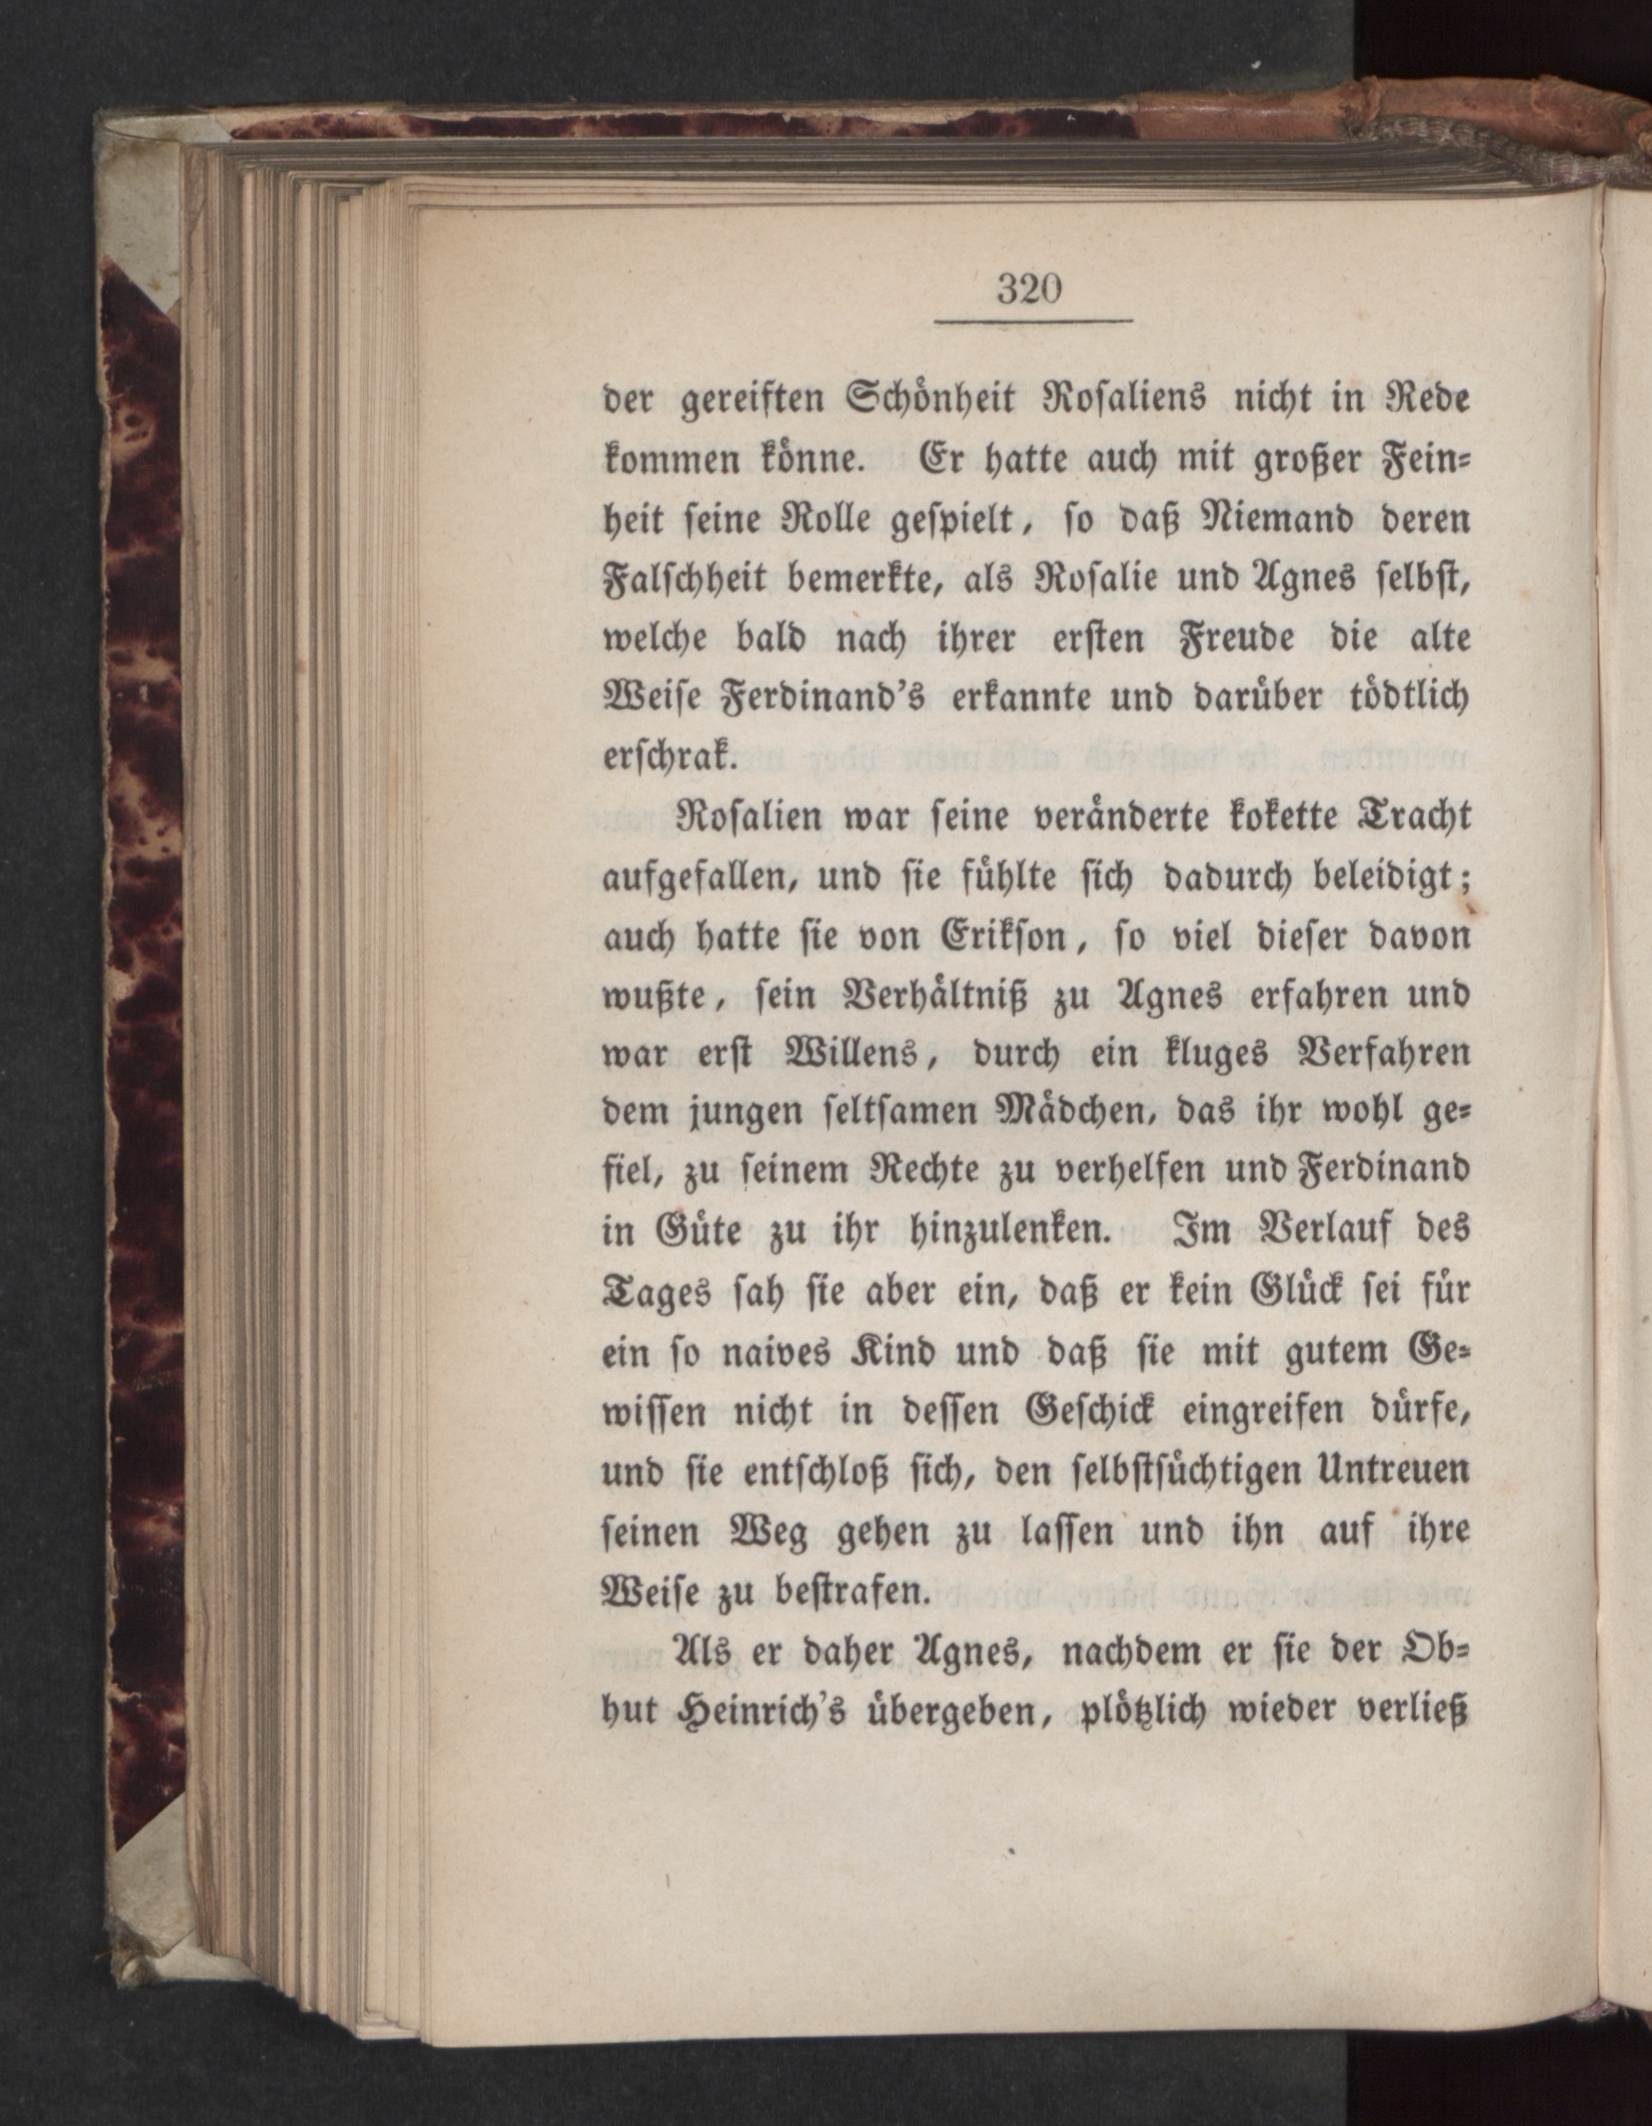 320
der gereiften Schönheit Roſaliens nicht in Rede
kommen könne. Er hatte auch mit großer Fein⸗
heit ſeine Rolle geſpielt, ſo daß Niemand deren
Falſchheit bemerkte, als Roſalie und Agnes ſelbſt,
welche bald nach ihrer erſten Freude die alte
Weiſe Ferdinand's erkannte und darüber tödtlich
erſchrak.
Roſalien war ſeine veränderte kokette Tracht
aufgefallen, und ſie fühlte ſich dadurch beleidigt;
auch hatte ſie von Erikſon, ſo viel dieſer davon
wußte, ſein Verhältniß zu Agnes erfahren und
war erſt Willens, durch ein kluges Verfahren
dem jungen ſeltſamen Mädchen, das ihr wohl ge⸗
fiel, zu ſeinem Rechte zu verhelfen und Ferdinand
in Güte zu ihr hinzulenken. Im Verlauf des
Tages ſah ſie aber ein, daß er kein Glück ſei für
ein ſo naives Kind und daß ſie mit gutem Ge⸗
wiſſen nicht in deſſen Geſchick eingreifen dürfe,
und ſie entſchloß ſich, den ſelbſtſüchtigen Untreuen
ſeinen Weg gehen zu laſſen und ihn auf ihre
Weiſe zu beſtrafen.
Als er daher Agnes, nachdem er ſie der Ob⸗
hut Heinrich's übergeben, plötzlich wieder verließ